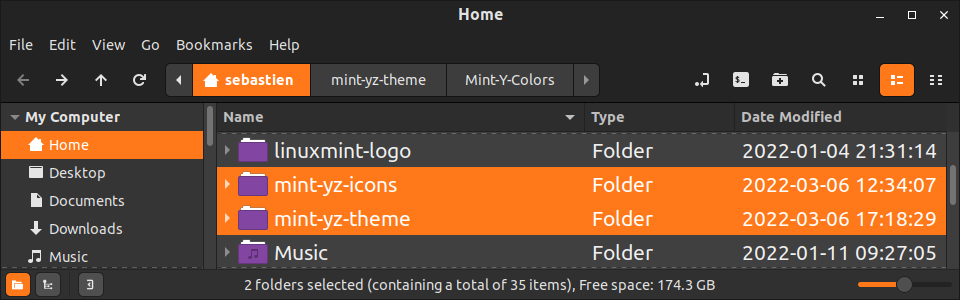 Home
File Edit View Go Bookmarks Help
sebastien mint-yz-theme Mint-Y-Colors
My Computer Name Type Date Modified
Home linuxmint-logo Folder 2022-01-04 21:31:14
Desktop mint-yz-icons Folder 2022-03-06 12:34:07
Documents mint-yz-theme Folder 2022-03-06 17:18:29
Downloads
Music Music Folder 2022-01-11 09:27:05
2 folders selected (containing a total of 35 items), Free space: 174.3 GB